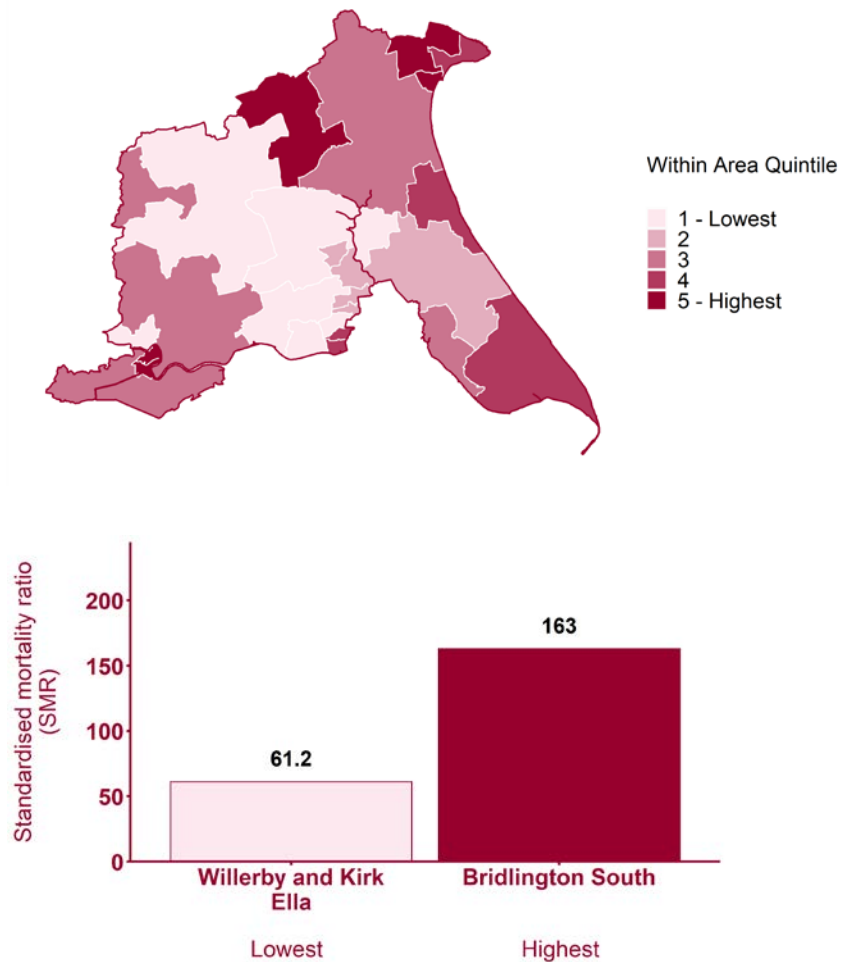 Within Area Quintile
1 - Lowest
2
3
4
5 - Highest
Standardised mortality ratio
(SMR)
200
150
100
50
0
61.2
163
Willerby and Kirk
Ella
Bridlington South
Lowest
Highest